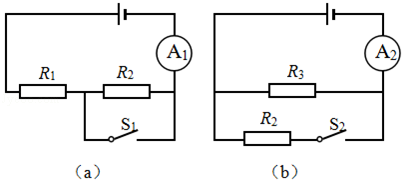 A₁ A₂
R₁ R₂ R₃
S₁ R₂ S₂
（a） （b）